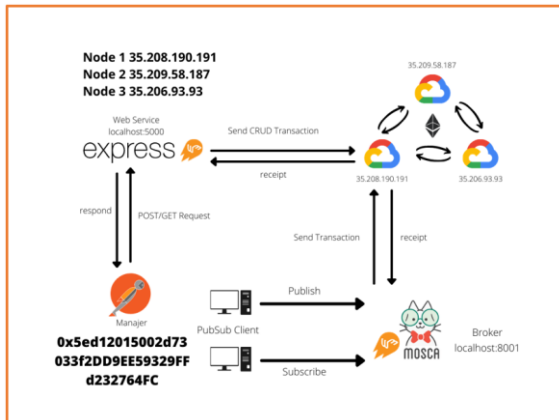 Node 1 35.208.190.191
Node 2 35.209.58.187
Node 3 35.206.93.93
35.209.58.187
Web Service
localhost:5000
express
Send CRUD Transaction
receipt
35.208.190.191
35.206.93.93
respond
POST/GET Request
Send Transaction
receipt
Manajer
0x5ed12015002d73
033f2DD9EE59329FF
d232764FC
Publish
PubSub Client
Subscribe
MOSCA
Broker
localhost:8001